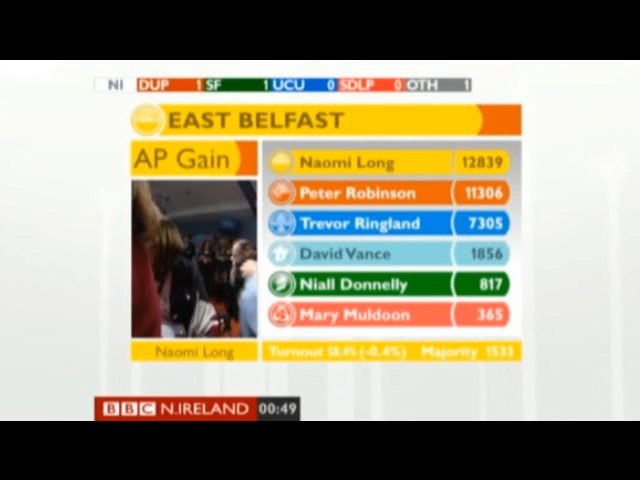 NI DUP 1 SF 1 UCU 0 SDLP 0 OTH 1
EAST BELFAST
AP Gain
Naomi Long 12839
Peter Robinson 11306
Trevor Ringland 7305
David Vance 1856
Niall Donnelly 817
Mary Muldoon 365
Naomi Long
Turnout 58.4% (-0.4%) Majority 1533
BBC N.IRELAND 00:49